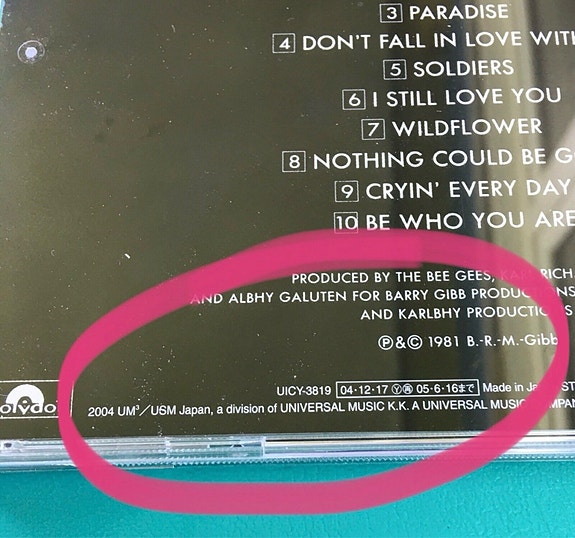 3 PARADISE
4 DON'T FALL IN LOVE WITH
5 SOLDIERS
6 I STILL LOVE YOU
7 WILDFLOWER
8 NOTHING COULD BE G
9 CRYIN' EVERY DAY
10 BE WHO YOU ARE
PRODUCED BY THE BEE GEES, RICH
AND ALBHY GALUTEN FOR BARRY GIBB
AND KARLBHY
Ⓟ&© 1981 B.-R.-M.-Gibb
UICY-3819 04・12・17 Ⓨ再 05・6・16まで Made in
2004 UM³/USM Japan, a division of UNIVERSAL MUSIC K.K. A UNIVERSAL